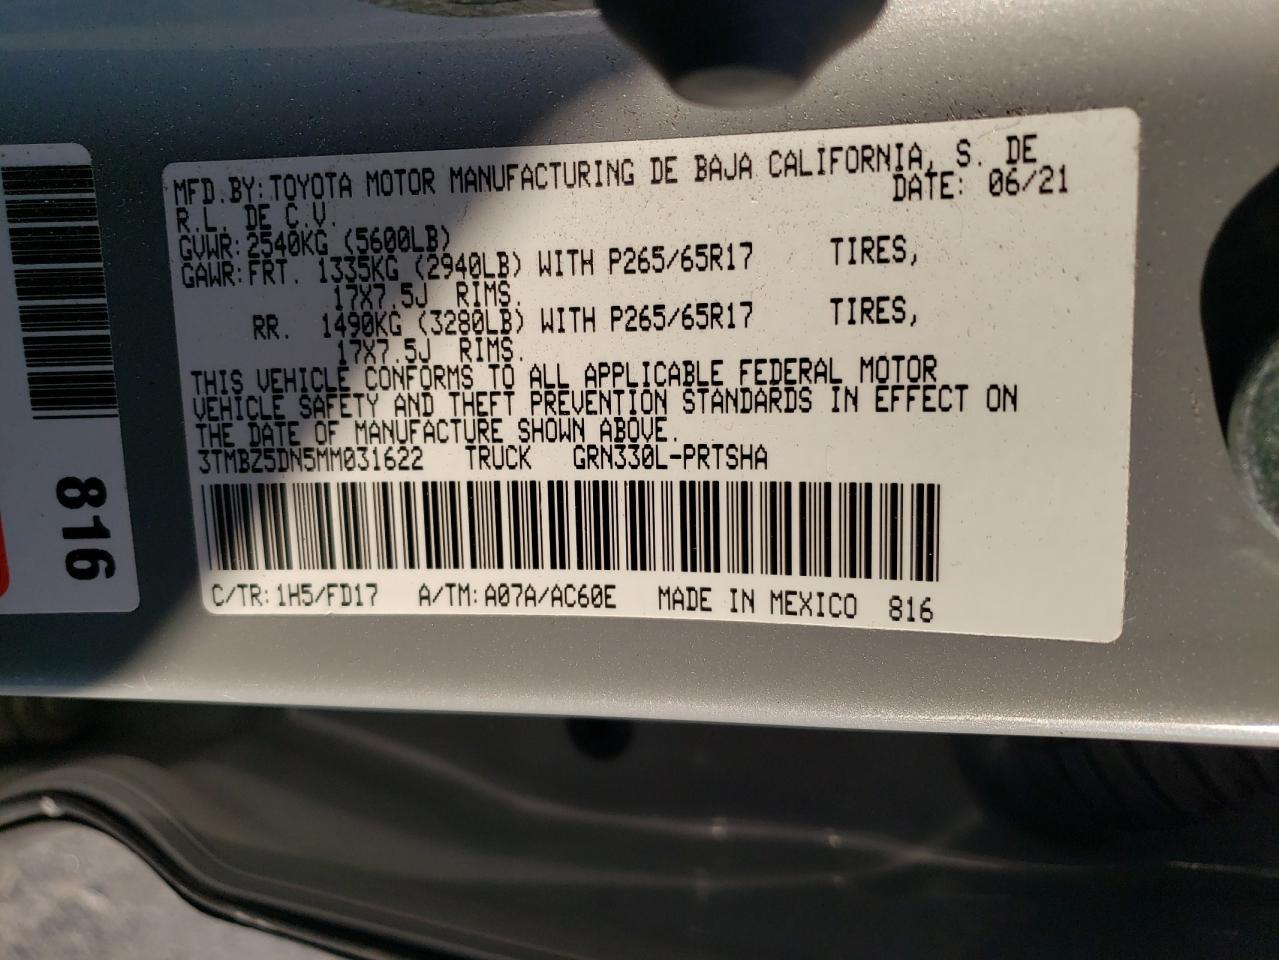 MFD.BY:TOYOTA MOTOR MANUFACTURING DE BAJA CALIFORNIA, S. DE
R.L. DE C.V. DATE: 06/21
GVWR:2540KG (5600LB)
GAWR:FRT. 1335KG (2940LB) WITH P265/65R17 TIRES,
17X7.5J RIMS.
RR. 1490KG (3280LB) WITH P265/65R17 TIRES,
17X7.5J RIMS.
THIS VEHICLE CONFORMS TO ALL APPLICABLE FEDERAL MOTOR
VEHICLE SAFETY AND THEFT PREVENTION STANDARDS IN EFFECT ON
THE DATE OF MANUFACTURE SHOWN ABOVE.
3TMBZ5DN5MM031622 TRUCK GRN330L-PRTSHA
C/TR:1H5/FD17 A/TM:A07A/AC60E MADE IN MEXICO 816
816